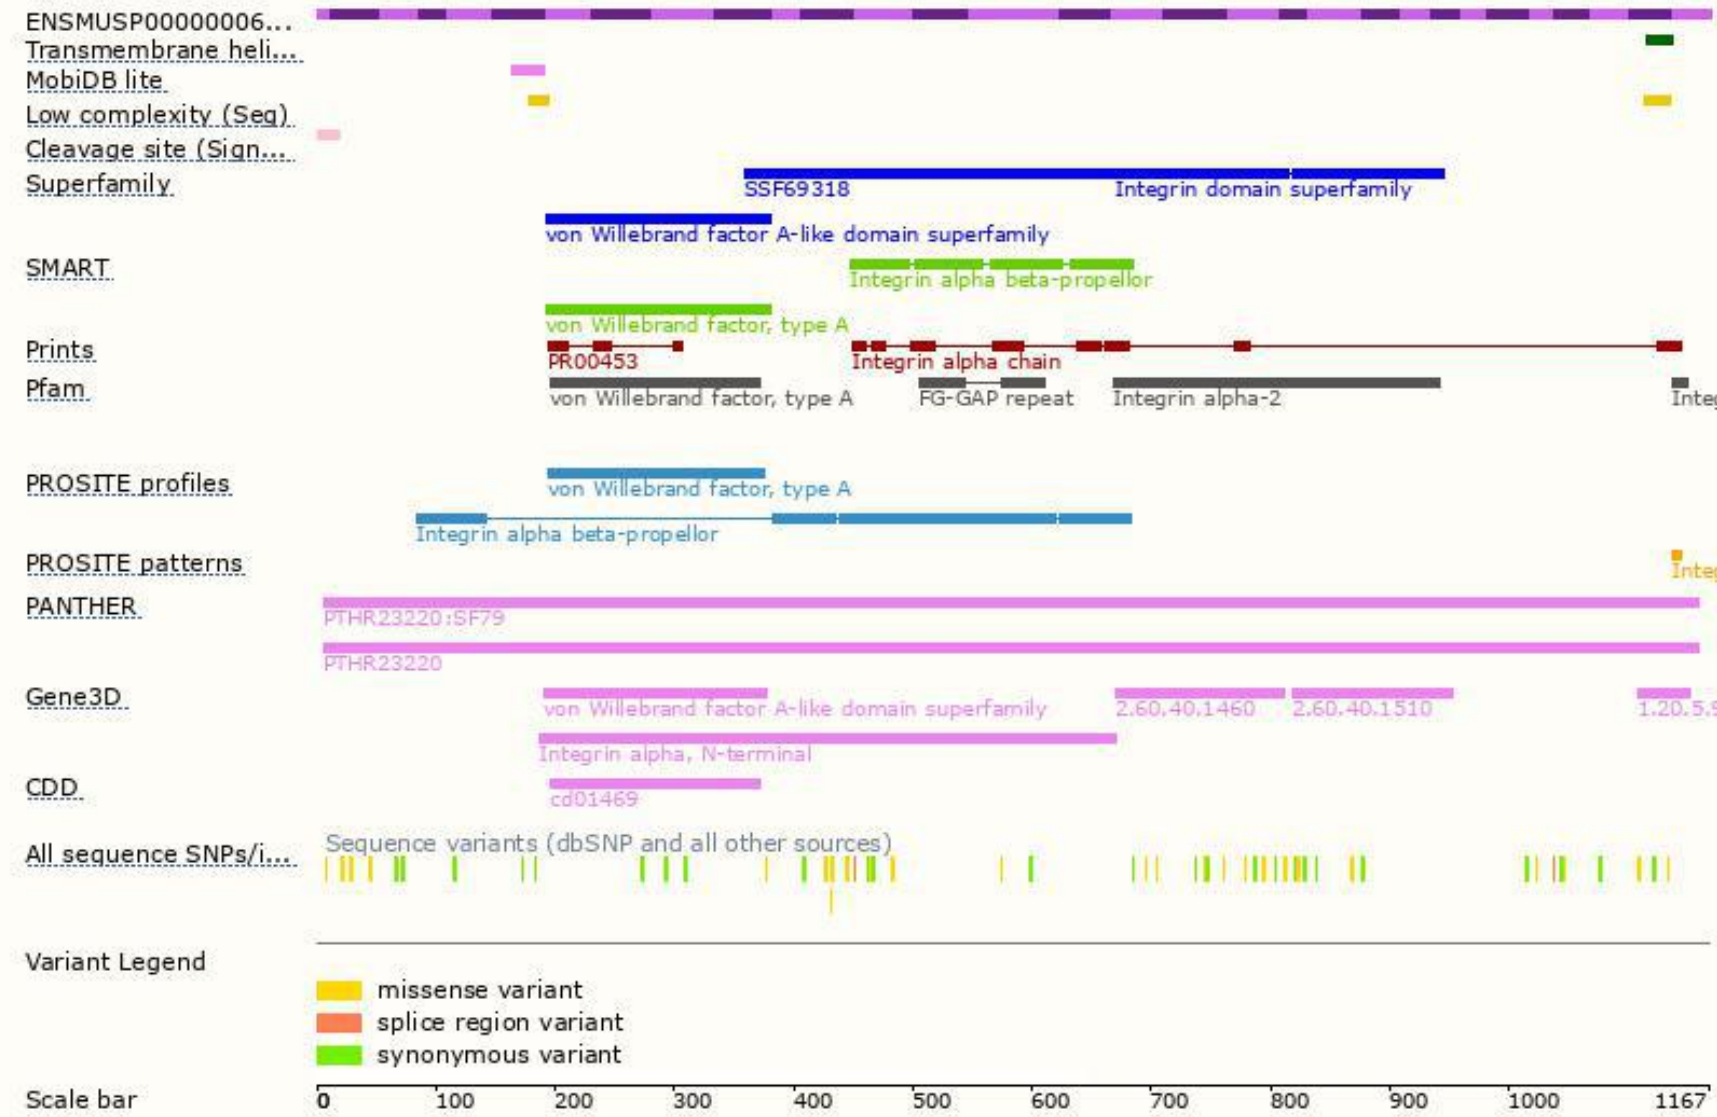 ENSMUSP00000006...
Transmembrane heli...
MobiDB lite
Low complexity (Seg)
Cleavage site (Sign...
Superfamily
SSF69318 Integrin domain superfamily
von Willebrand factor A-like domain superfamily
SMART
Integrin alpha beta-propellor
von Willebrand factor, type A
Prints
PR00453 Integrin alpha chain
Pfam
von Willebrand factor, type A FG-GAP repeat Integrin alpha-2 Integ
PROSITE profiles
von Willebrand factor, type A
Integrin alpha beta-propellor
PROSITE patterns
Integ
PANTHER
PTHR23220:SF79
PTHR23220
Gene3D
von Willebrand factor A-like domain superfamily 2.60.40.1460 2.60.40.1510 1.20.5.9
Integrin alpha, N-terminal
CDD
cd01469
Sequence variants (dbSNP and all other sources)
All sequence SNPs/i...
Variant Legend
missense variant
splice region variant
synonymous variant
Scale bar 0 100 200 300 400 500 600 700 800 900 1000 1167